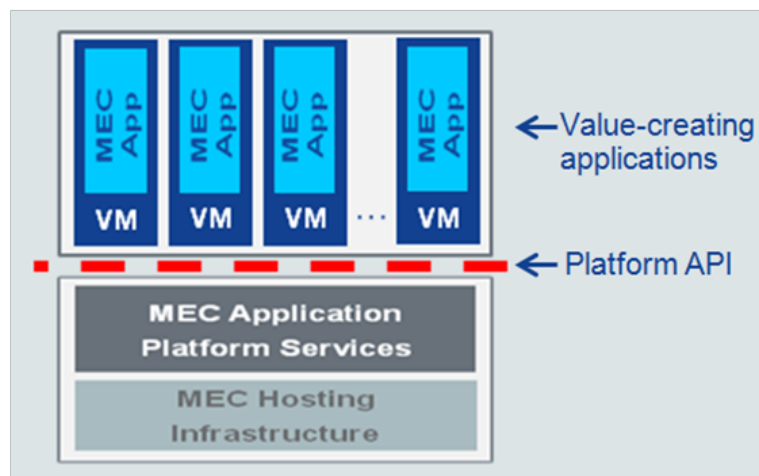 MEC App
MEC App
MEC App
MEC App
VM
VM
VM
...
VM
Value-creating
applications
Platform API
MEC Application
Platform Services
MEC Hosting
Infrastructure